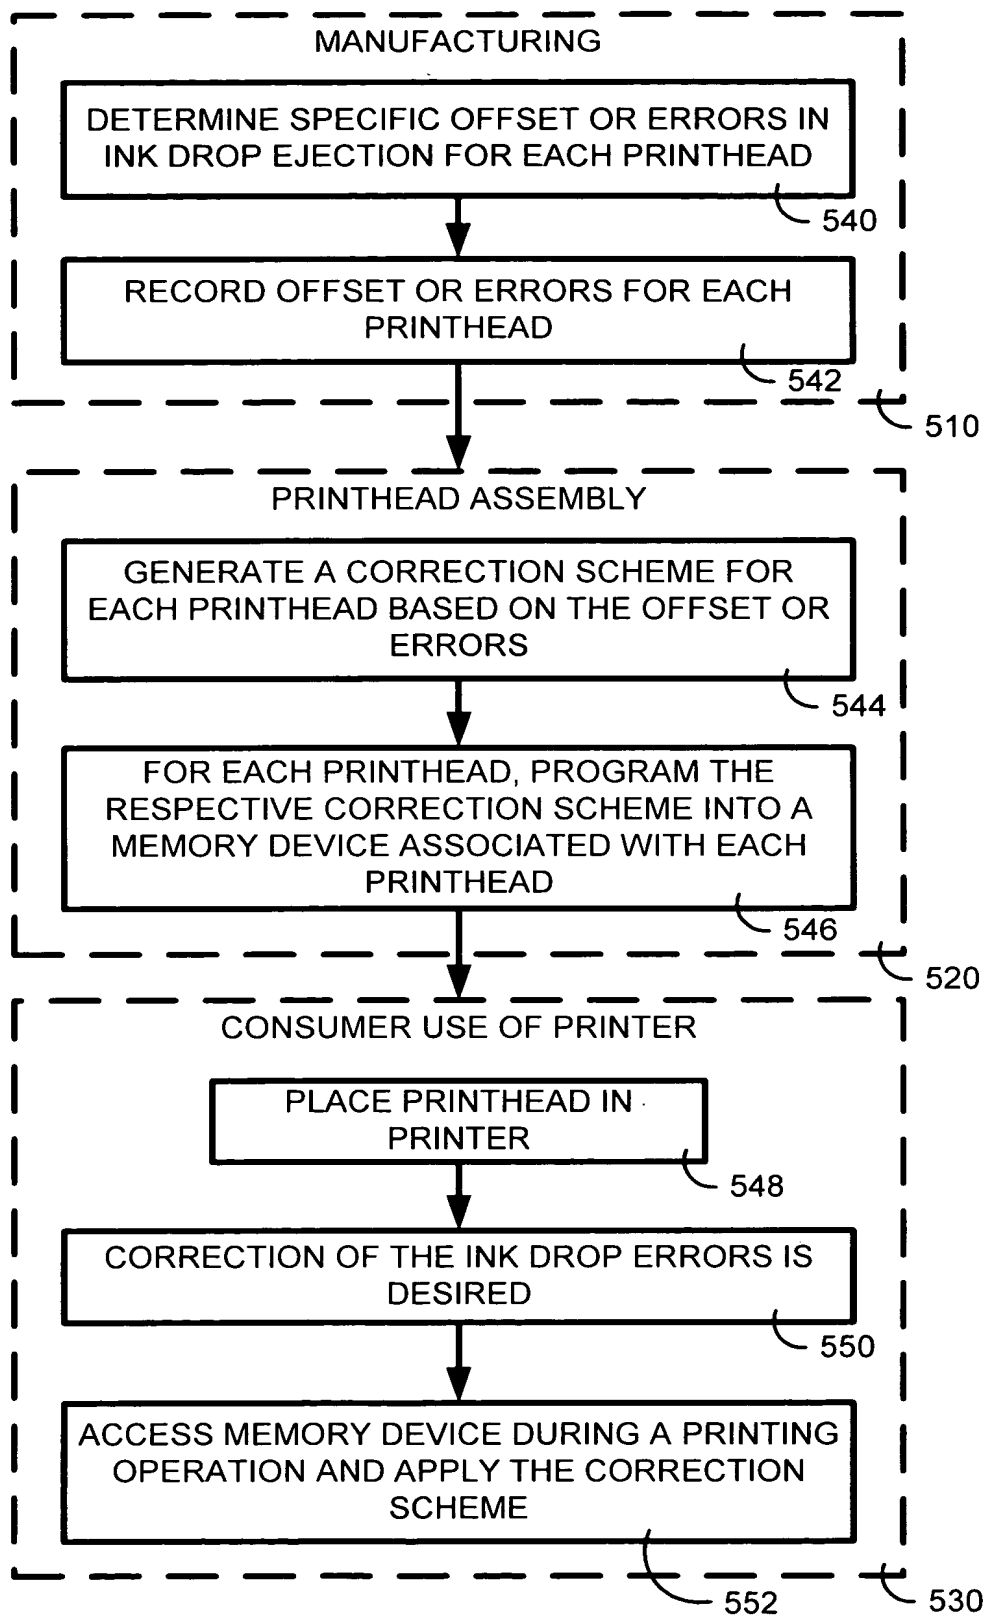 MANUFACTURING
DETERMINE SPECIFIC OFFSET OR ERRORS IN
INK DROP EJECTION FOR EACH PRINTHEAD
540
RECORD OFFSET OR ERRORS FOR EACH
PRINTHEAD
542
510
PRINTHEAD ASSEMBLY
GENERATE A CORRECTION SCHEME FOR
EACH PRINTHEAD BASED ON THE OFFSET OR
ERRORS
544
FOR EACH PRINTHEAD, PROGRAM THE
RESPECTIVE CORRECTION SCHEME INTO A
MEMORY DEVICE ASSOCIATED WITH EACH
PRINTHEAD
546
520
CONSUMER USE OF PRINTER
PLACE PRINTHEAD IN
PRINTER
548
CORRECTION OF THE INK DROP ERRORS IS
DESIRED
550
ACCESS MEMORY DEVICE DURING A PRINTING
OPERATION AND APPLY THE CORRECTION
SCHEME
552
530